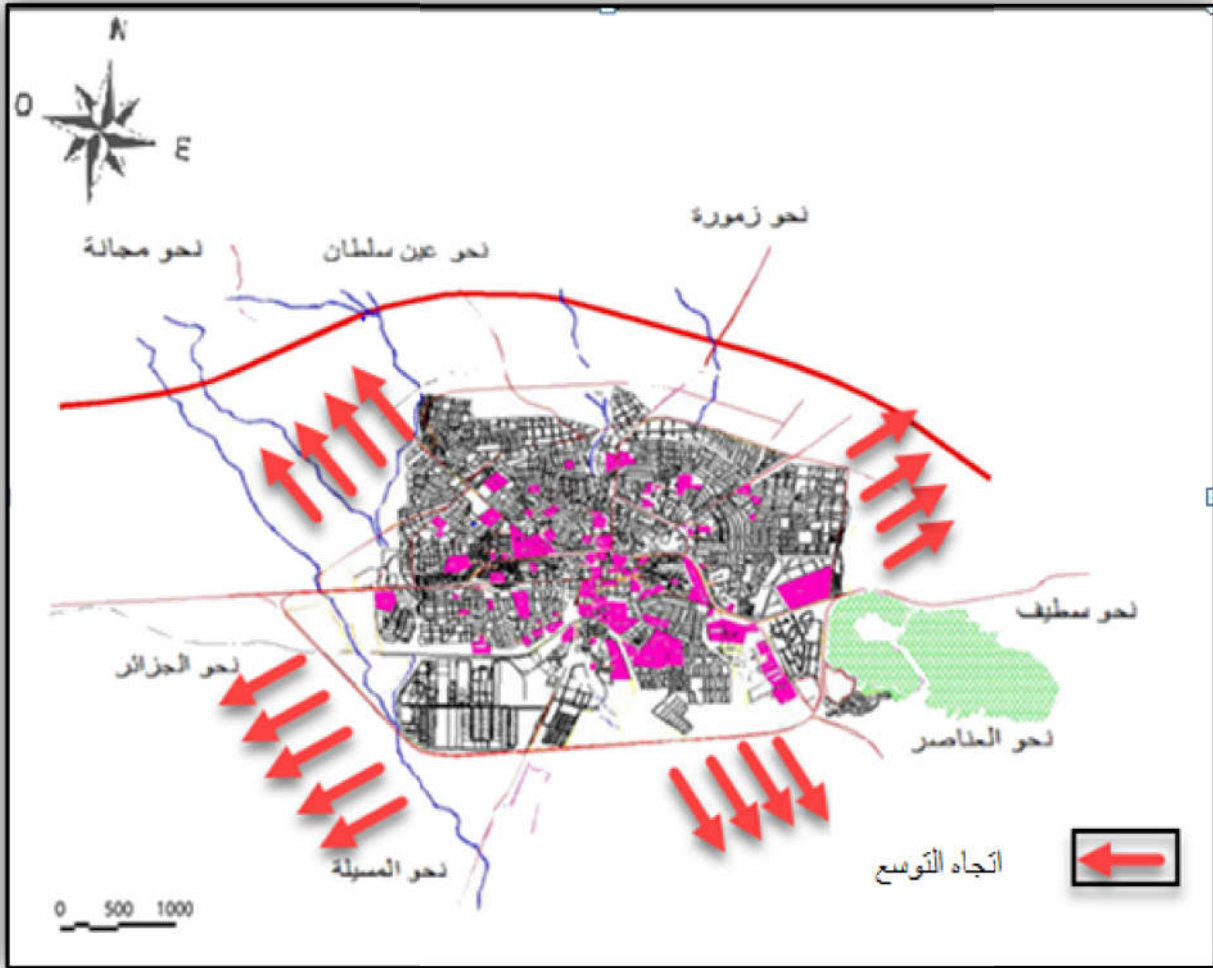 N
O
E
نحو زمورة
نحو مجانة
نحو عين سلطان
نحو سطيف
نحو الجزائر
نحو العناصر
نحو المسيلة
اتجاه التوسع
0 500 1000